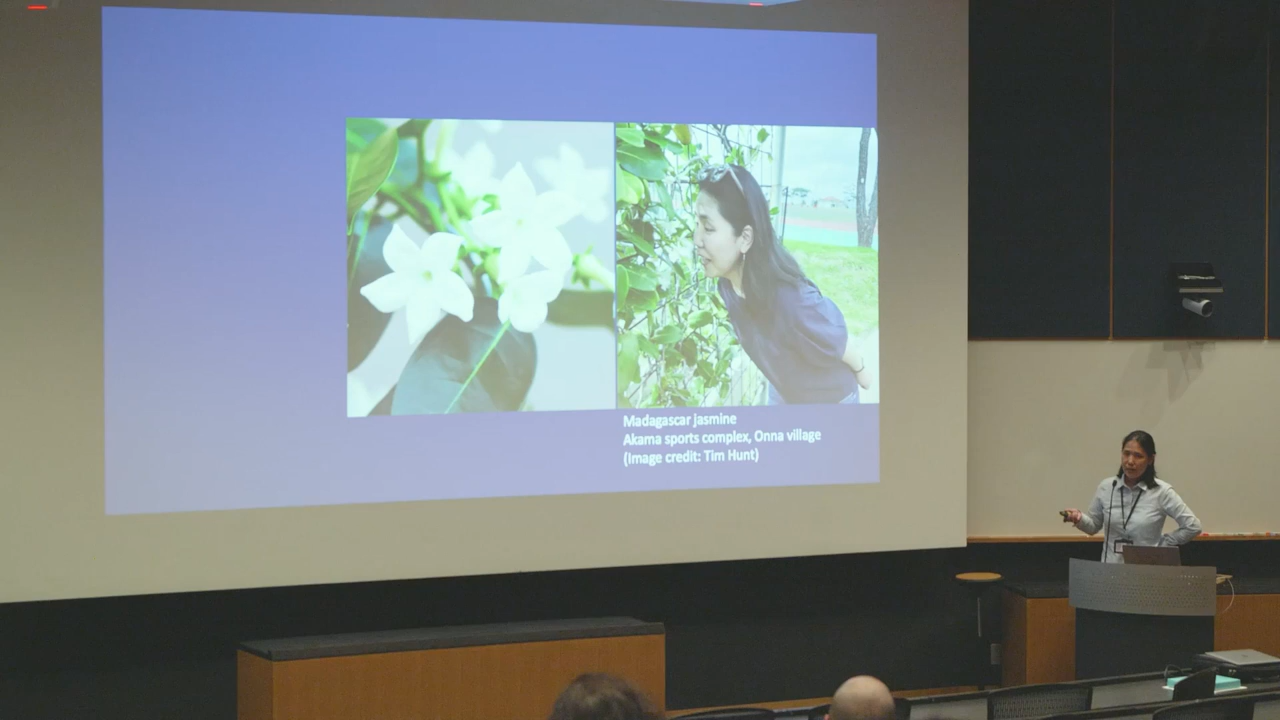 Madagascar jasmine
Akama sports complex, Onna village
(Image credit: Tim Hunt)